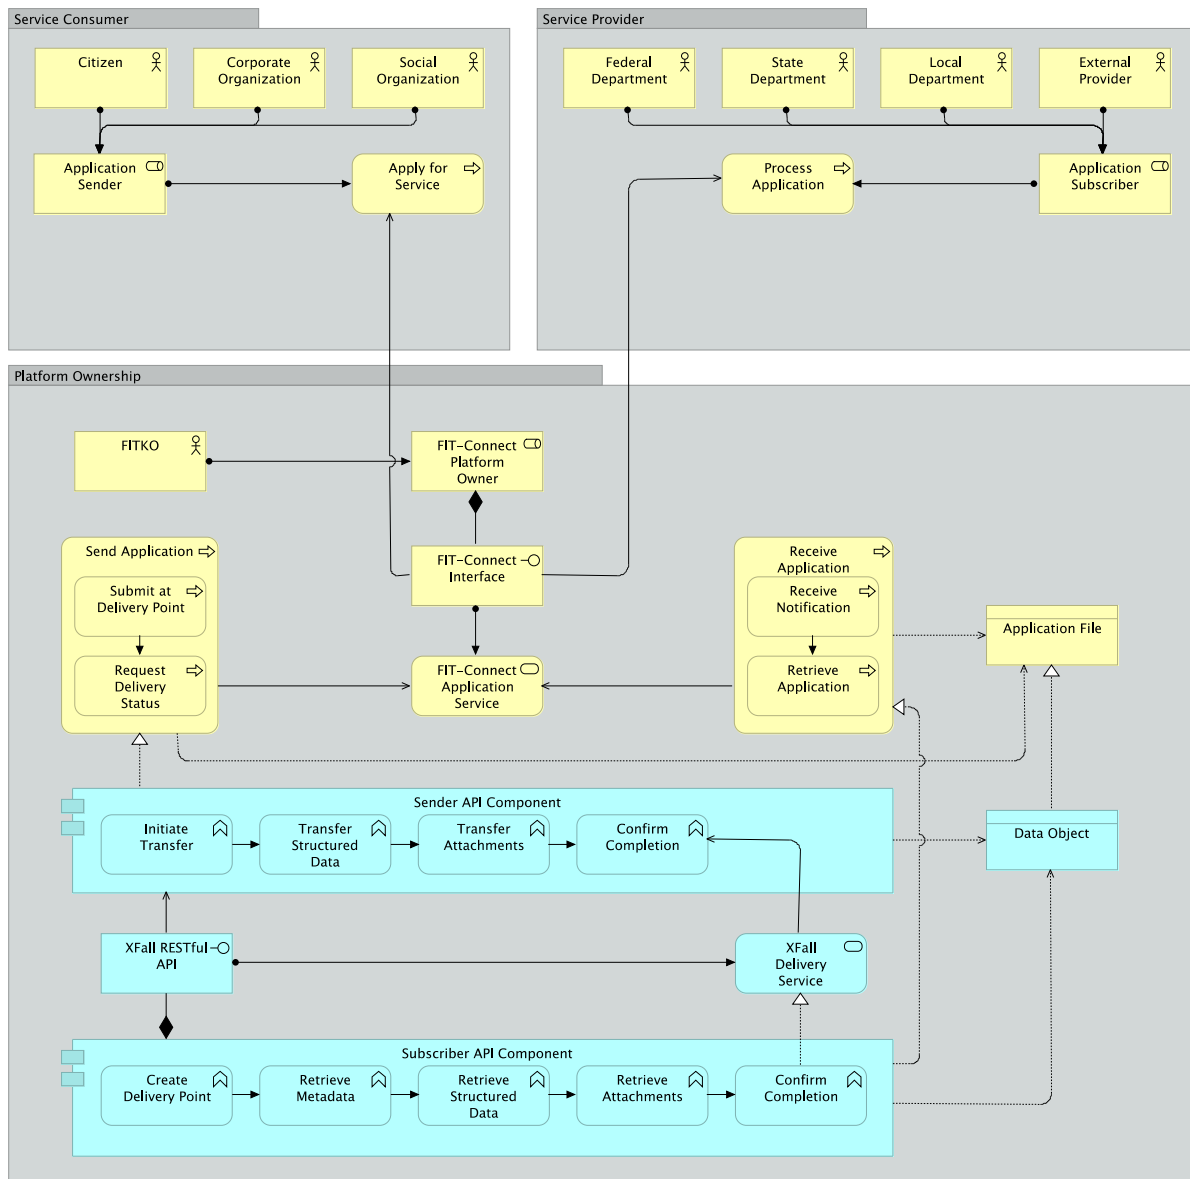 Service Consumer
Service Provider
Citizen
Corporate
Organization
Social
Organization
Federal
Department
State
Department
Local
Department
External
Provider
Application
Sender
Apply for
Service
Process
Application
Application
Subscriber
Platform Ownership
FITKO
FIT-Connect
Platform
Owner
Send Application
Submit at
Delivery Point
Request
Delivery
Status
FIT-Connect
Interface
FIT-Connect
Application
Service
Receive
Application
Receive
Notification
Retrieve
Application
Application File
Sender API Component
Initiate
Transfer
Transfer
Structured
Data
Transfer
Attachments
Confirm
Completion
Data Object
XFall RESTful
API
XFall
Delivery
Service
Subscriber API Component
Create
Delivery Point
Retrieve
Metadata
Retrieve
Structured
Data
Retrieve
Attachments
Confirm
Completion